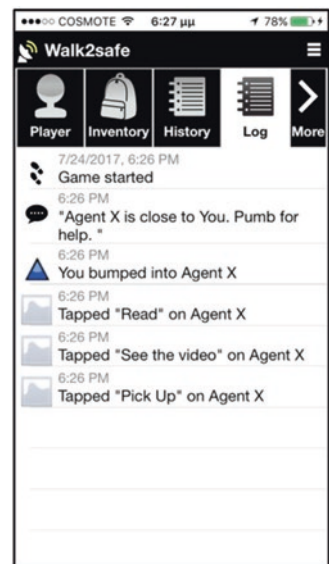 COSMOTE 6:27 μμ 78%
Walk2safe
Player Inventory History Log More
7/24/2017, 6:26 PM
Game started
6:26 PM
"Agent X is close to You. Pumb for
help. "
6:26 PM
You bumped into Agent X
6:26 PM
Tapped "Read" on Agent X
6:26 PM
Tapped "See the video" on Agent X
6:26 PM
Tapped "Pick Up" on Agent X